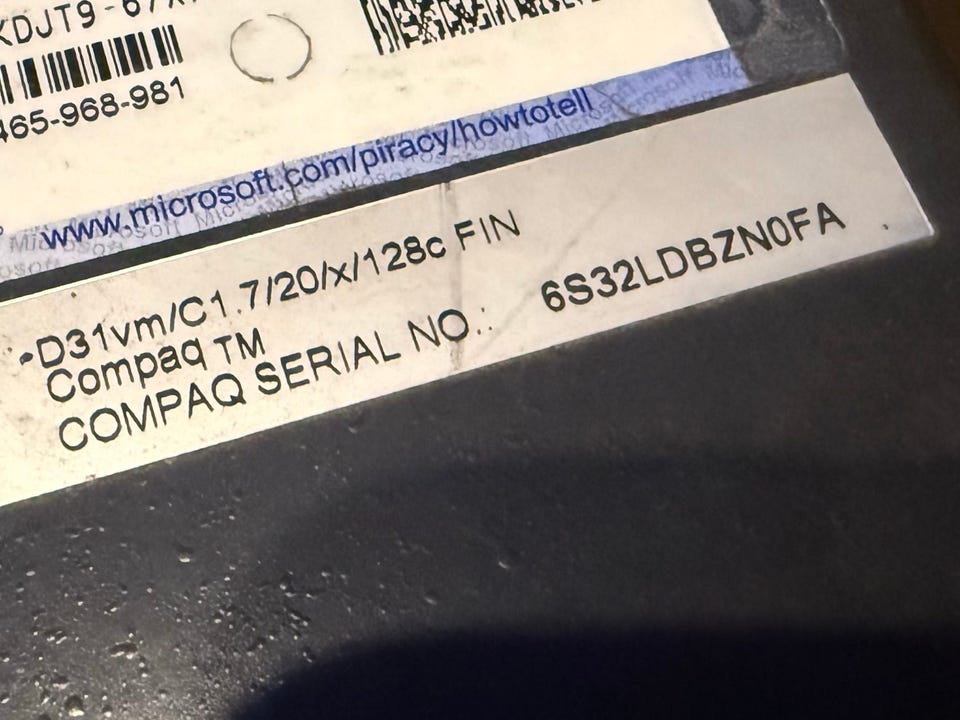 465-968-981
www.microsoft.com/piracy/howtotell
D31vm/C1.7/20/x/128c FIN
Compaq TM
COMPAQ SERIAL NO.: 6S32LDBZN0FA